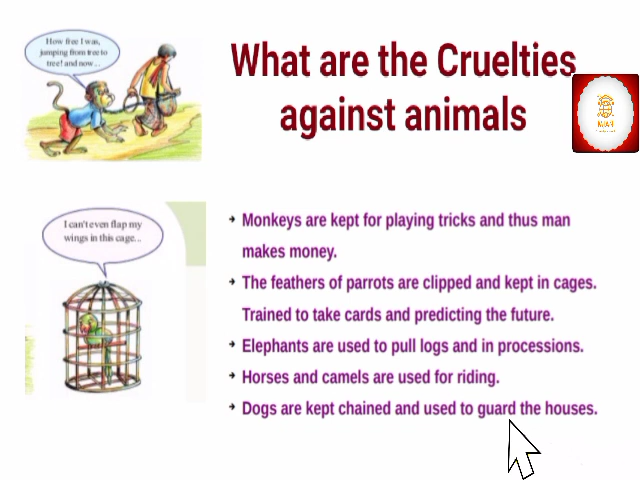 How free I was,
jumping from tree to
tree! and now...
What are the Cruelties
against animals
I can't even flap my
wings in this cage...
Monkeys are kept for playing tricks and thus man
makes money.
The feathers of parrots are clipped and kept in cages.
Trained to take cards and predicting the future.
Elephants are used to pull logs and in processions.
Horses and camels are used for riding.
Dogs are kept chained and used to guard the houses.